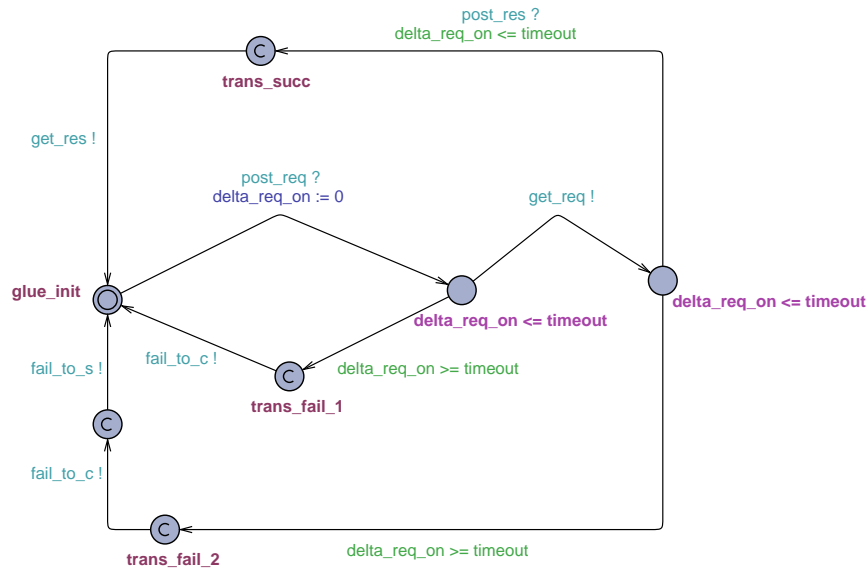 post_res ?
delta_req_on <= timeout
C
trans_succ
get_res !
post_req ?
delta_req_on := 0
get_req !
glue_init
delta_req_on <= timeout
delta_req_on <= timeout
fail_to_s !
fail_to_c !
delta_req_on >= timeout
C
trans_fail_1
C
fail_to_c !
C
trans_fail_2
delta_req_on >= timeout